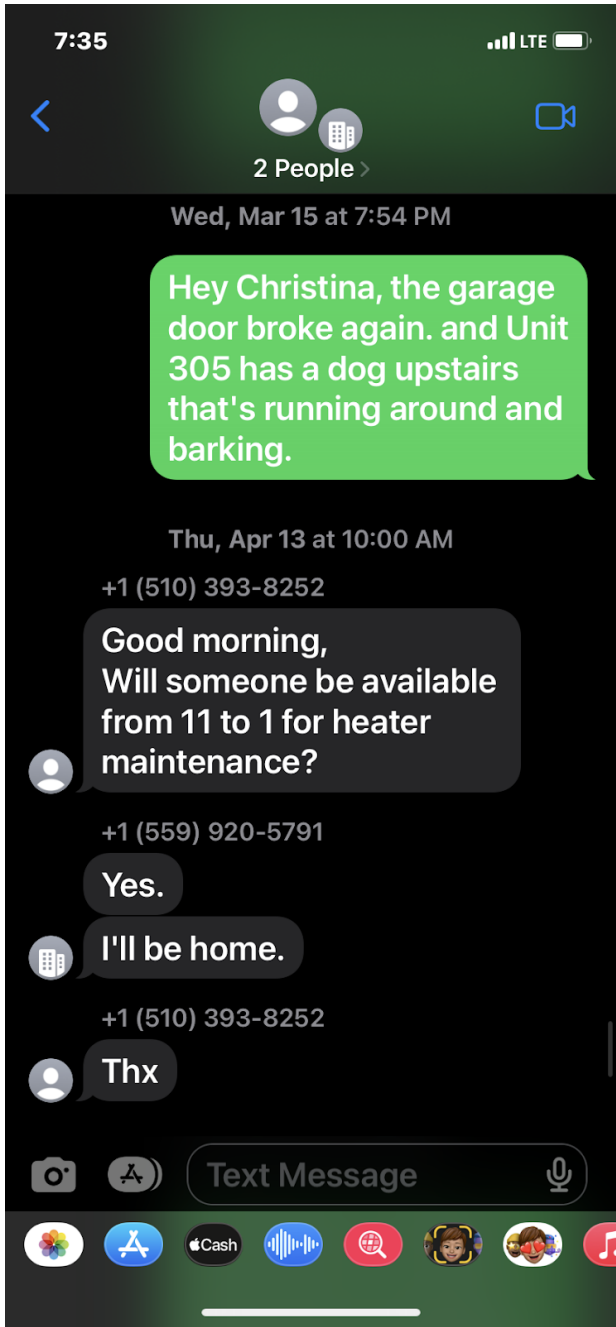 7:35
LTE
2 People
Wed, Mar 15 at 7:54 PM
Hey Christina, the garage
door broke again. and Unit
305 has a dog upstairs
that's running around and
barking.
Thu, Apr 13 at 10:00 AM
+1 (510) 393-8252
Good morning,
Will someone be available
from 11 to 1 for heater
maintenance?
+1 (559) 920-5791
Yes.
I'll be home.
+1 (510) 393-8252
Thx
Text Message
Cash